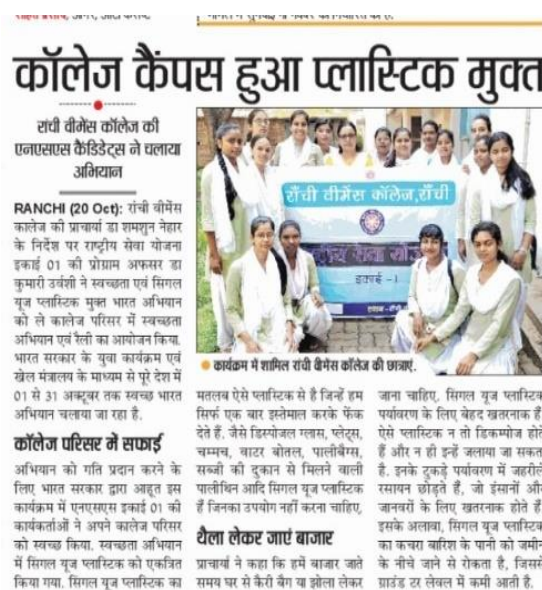 कॉलेज कैंपस हुआ प्लास्टिक मुक्त
रांची वीमेंस कॉलेज की
एनएसएस कैंडिडेट्स ने चलाया
अभियान
RANCHI (20 Oct): रांची वीमेंस
कालेज की प्राचार्या डा शमशुन नेहार
के निर्देश पर राष्ट्रीय सेवा योजना
इकाई 01 की प्रोग्राम अफसर डा
कुमारी उर्वशी ने स्वच्छता एवं सिंगल
यूज प्लास्टिक मुक्त भारत अभियान
को ले कालेज परिसर में स्वच्छता
अभियान एवं रैली का आयोजन किया.
भारत सरकार के युवा कार्यक्रम एवं
खेल मंत्रालय के माध्यम से पूरे देश में
01 से 31 अक्टूबर तक स्वच्छ भारत
अभियान चलाया जा रहा है.
कॉलेज परिसर में सफाई
अभियान को गति प्रदान करने के
लिए भारत सरकार द्वारा आहूत इस
कार्यक्रम में एनएसएस इकाई 01 की
कार्यकर्ताओं ने अपने कालेज परिसर
को स्वच्छ किया. स्वच्छता अभियान
में सिंगल यूज प्लास्टिक को एकत्रित
किया गया. सिंगल यूज प्लास्टिक का
राँची वीमेंस कॉलेज, राँची
सेवा
इकाई -1
कार्यक्रम में शामिल रांची वीमेंस कॉलेज की छात्राएं.
मतलब ऐसे प्लास्टिक से है जिन्हें हम
सिर्फ एक बार इस्तेमाल करके फेंक
देते हैं. जैसे डिस्पोजल ग्लास, प्लेट्स,
चम्मच, वाटर बोतल, पालीबैग्स,
सब्जी की दुकान से मिलने वाली
पालीथिन आदि सिंगल यूज प्लास्टिक
हैं जिनका उपयोग नहीं करना चाहिए.
थैला लेकर जाएं बाजार
प्राचार्या ने कहा कि हमें बाजार जाते
समय घर से कैरी बैग या झोला लेकर
जाना चाहिए. सिंगल यूज प्लास्टिक
पर्यावरण के लिए बेहद खतरनाक हैं
ऐसे प्लास्टिक न तो डिकम्पोज होते
हैं और न ही इन्हें जलाया जा सकता
है. इनके टुकड़े पर्यावरण में जहरीले
रसायन छोड़ते हैं, जो इंसानों और
जानवरों के लिए खतरनाक होते हैं
इसके अलावा, सिंगल यूज प्लास्टिक
का कचरा बारिश के पानी को जमीन
के नीचे जाने से रोकता है, जिससे
ग्राउंड टर लेवल में कमी आती है.